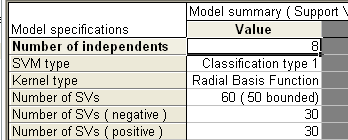 Model summary ( Support V
Model specifications Value
Number of independents 8
SVM type Classification type 1
Kernel type Radial Basis Function
Number of SVs 60 ( 50 bounded)
Number of SVs ( negative ) 30
Number of SVs ( positive ) 30